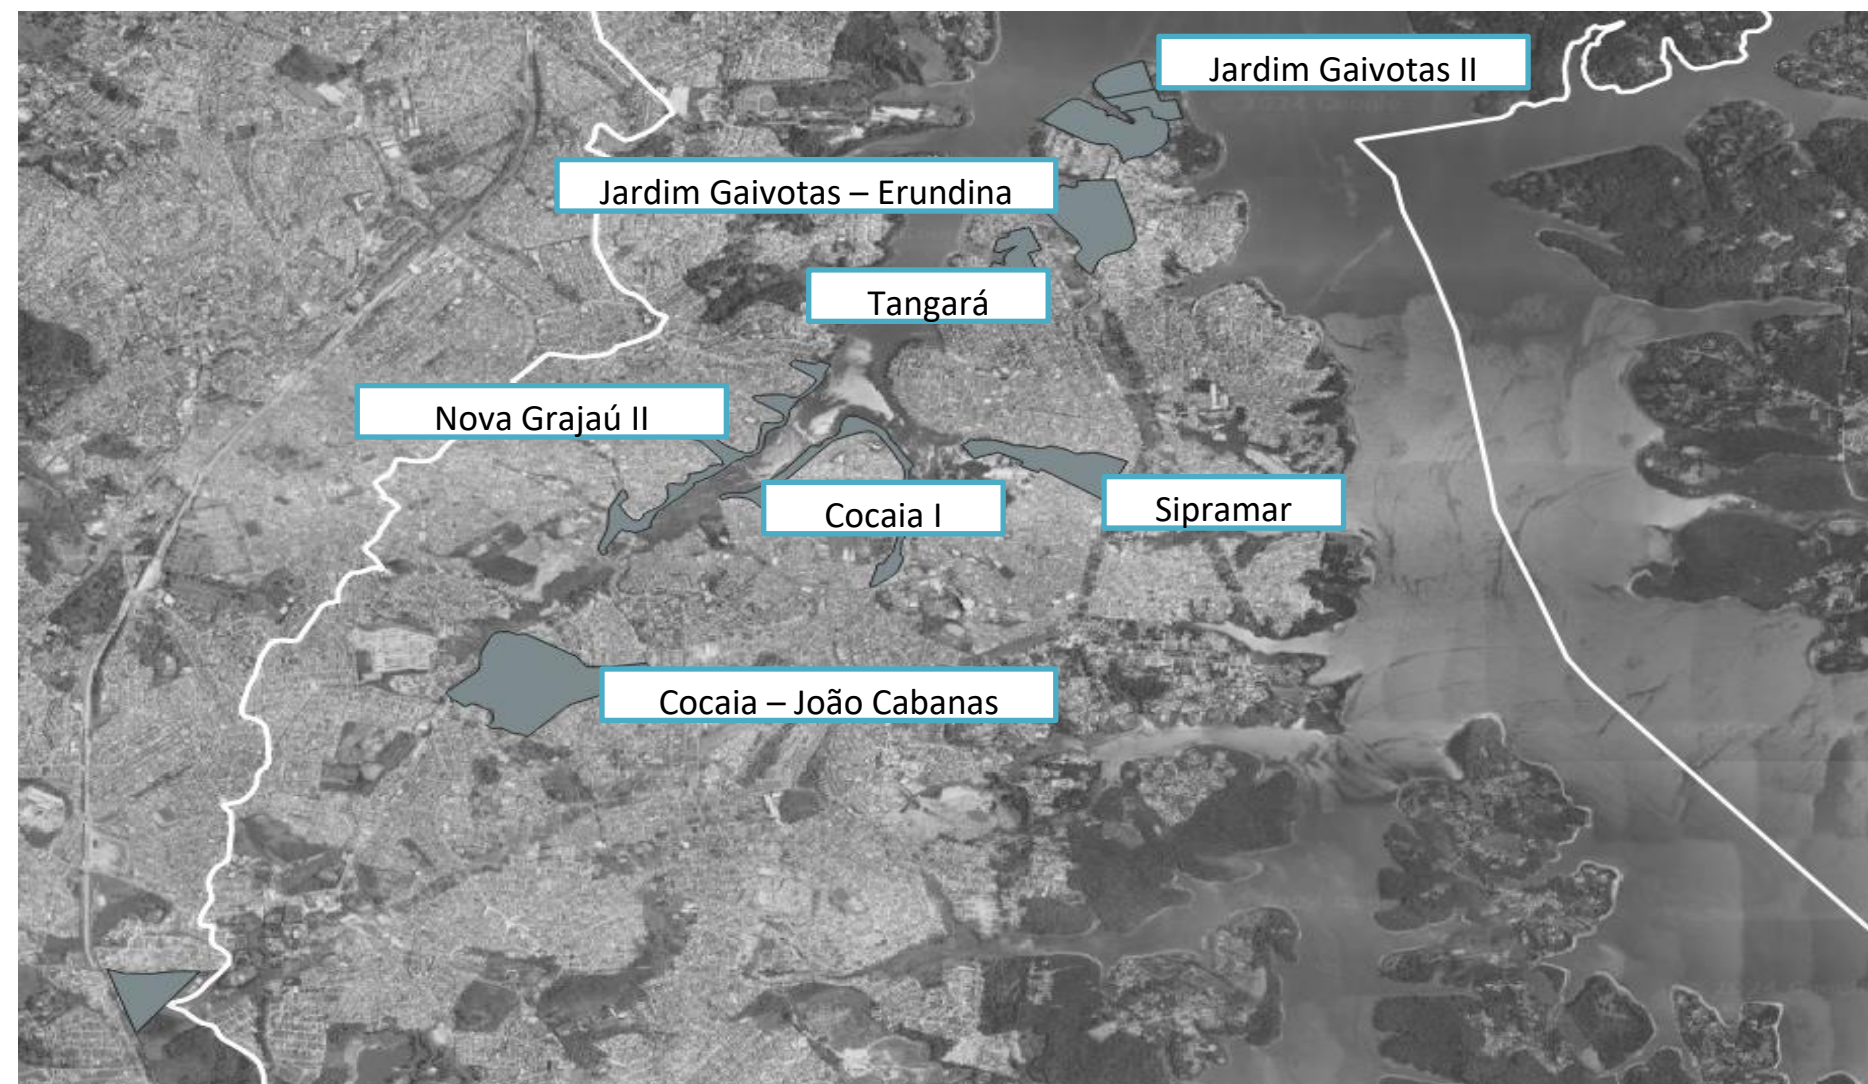 Jardim Gaivotas II
Jardim Gaivotas – Erundina
Tangará
Nova Grajaú II
Cocaia I
Sipramar
Cocaia – João Cabanas